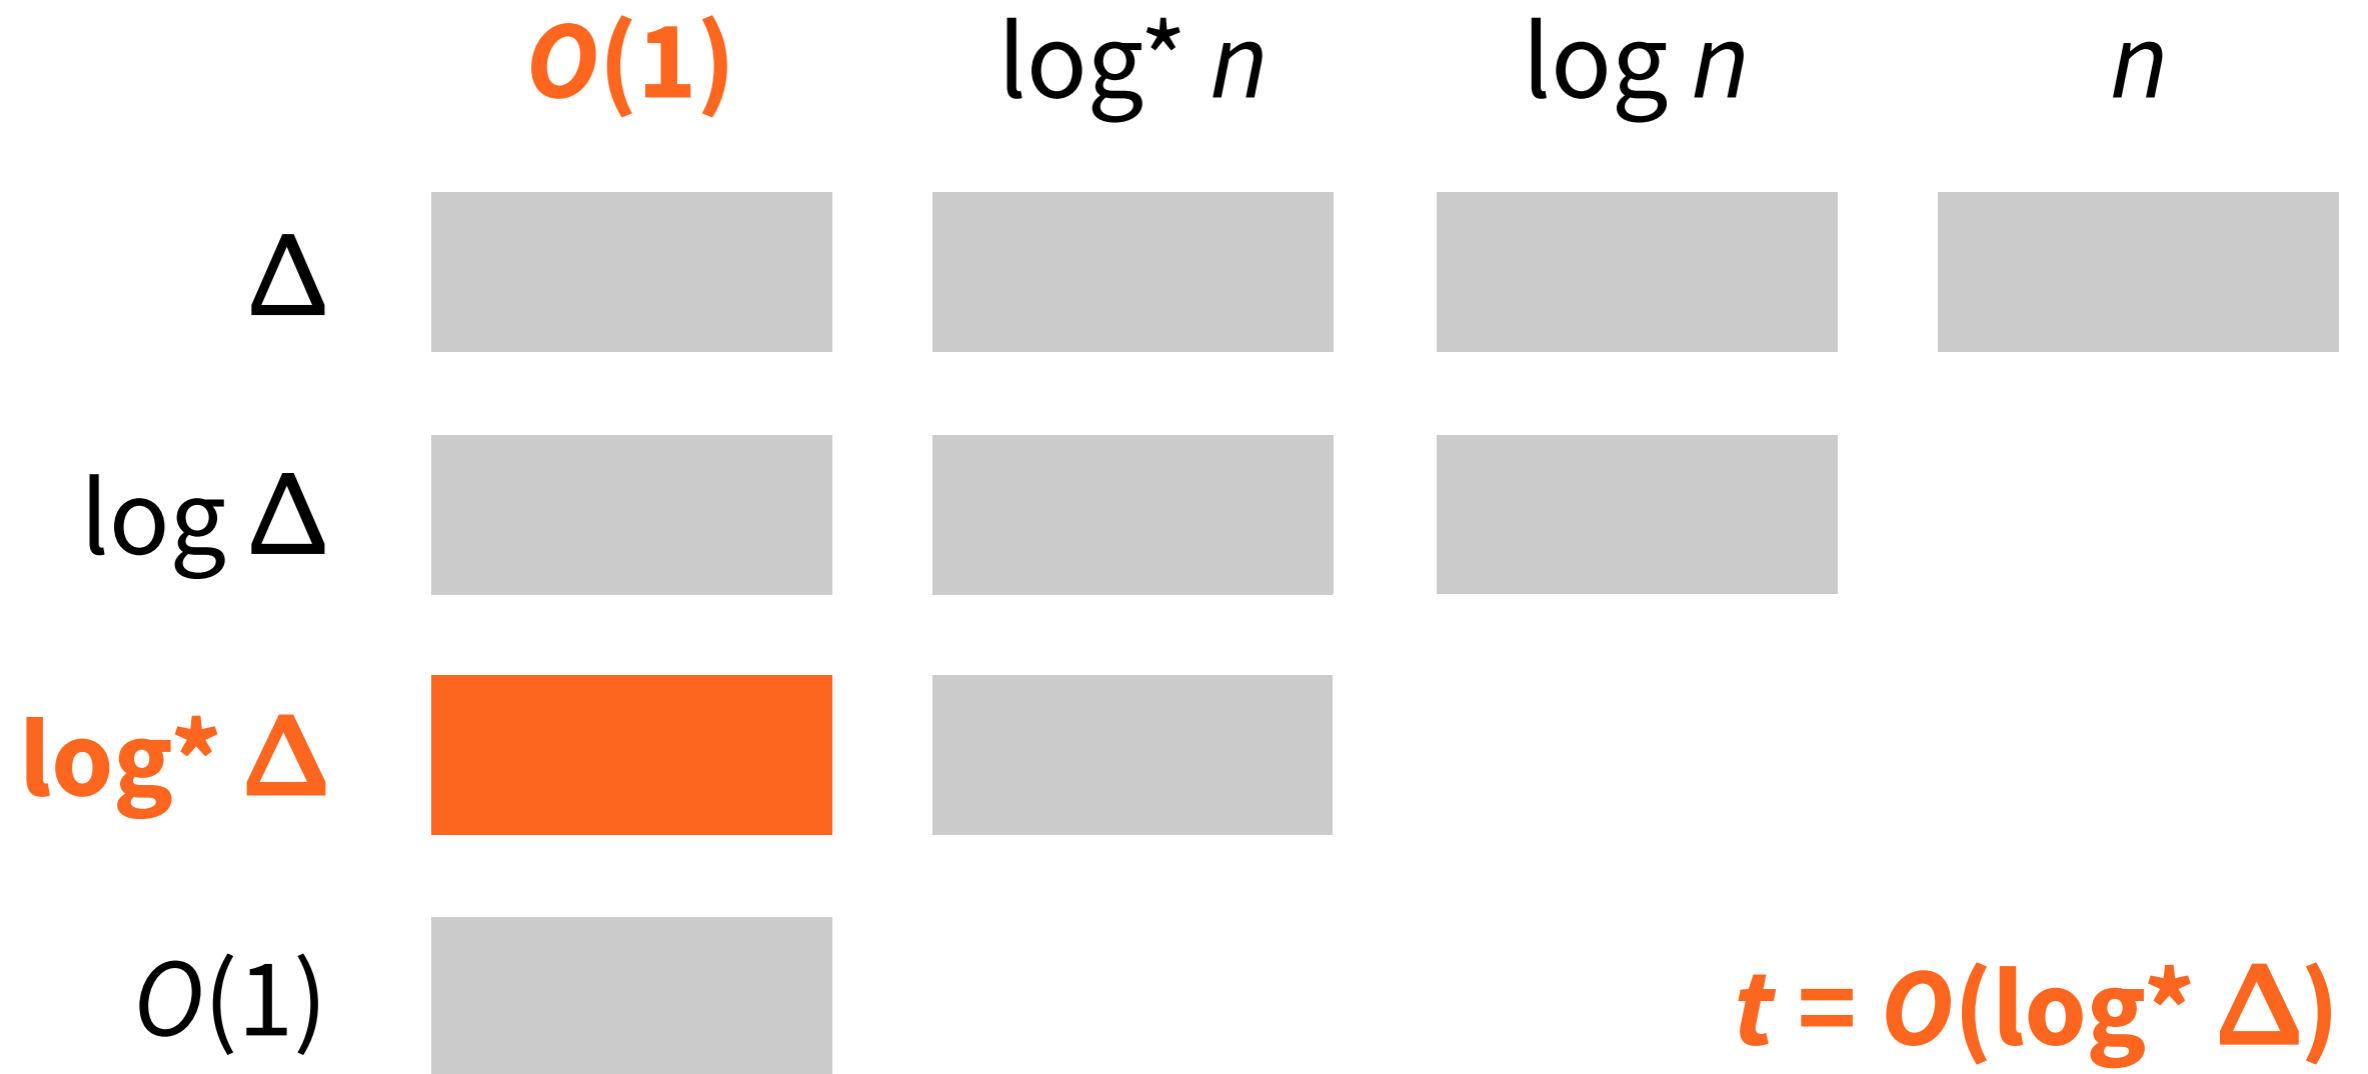 O(1) log* n log n n
Δ
log Δ
log* Δ
O(1)
t = O(log* Δ)